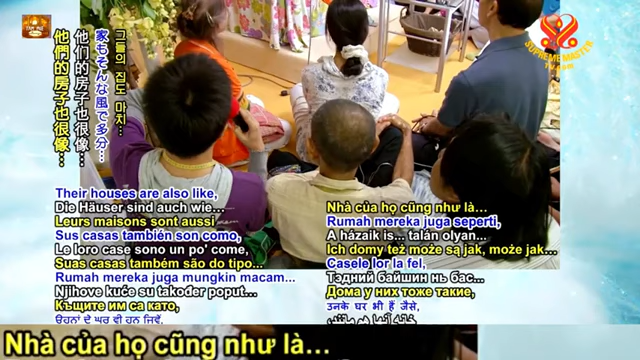 SUPREME MASTER
他們的房子也很像…
他们的房子也很像…
家もそんな風で多分…
그들의 집도 마치…
Their houses are also like,
Die Häuser sind auch wie…
Leurs maisons sont aussi
Sus casas también son como,
Le loro case sono un po' come,
Suas casas também são do tipo...
Rumah mereka juga mungkin macam...
Njihove kuće su također poput...
Къщите им са като,
ਉਹਨਾਂ ਦੇ ਘਰ ਵੀ ਹਨ ਜਿਵੇਂ,
Nhà của họ cũng như là…
Rumah mereka juga seperti,
A házaik is... talán olyan...
Ich domy też może są jak, może jak...
Casele lor la fel,
Тэдний байшин нь бас...
Дома у них тоже такие,
उनके घर भी हैं जैसे,
خانه آنها هم مانند،
Nhà của họ cũng như là…